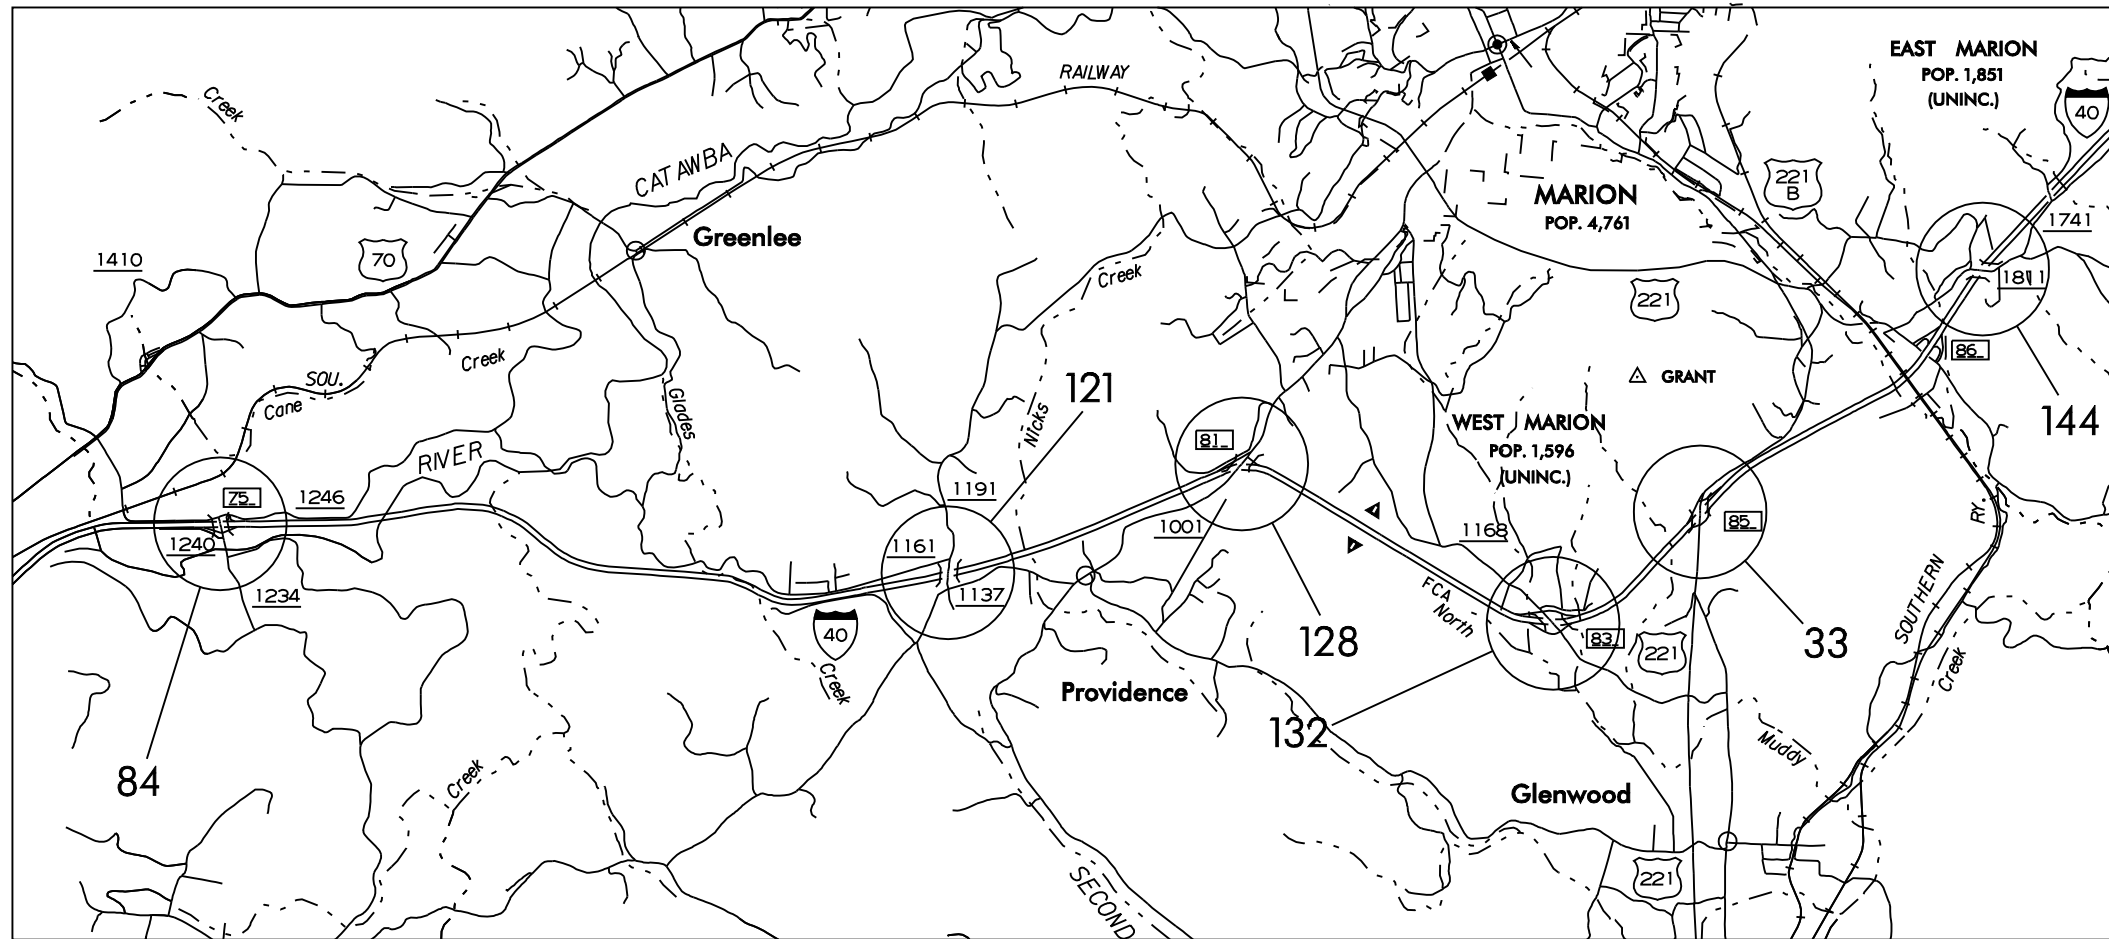 EAST MARION
POP. 1,851
(UNINC.)
40
Creek
RAILWAY
CATAWBA
221
B
MARION
POP. 4,761
1741
Greenlee
1410
70
Creek
1811
221
SOU.
Creek
Cane
86
GRANT
121
Glades
Nicks
WEST MARION
POP. 1,596
(UNINC.)
144
81
RIVER
75
1246
1191
1001
1168
85
RY.
1240
1161
1234
1137
FCA
North
SOUTHERN
40
83
221
128
33
Creek
Providence
Creek
132
Muddy
84
Creek
Glenwood
221
SECOND